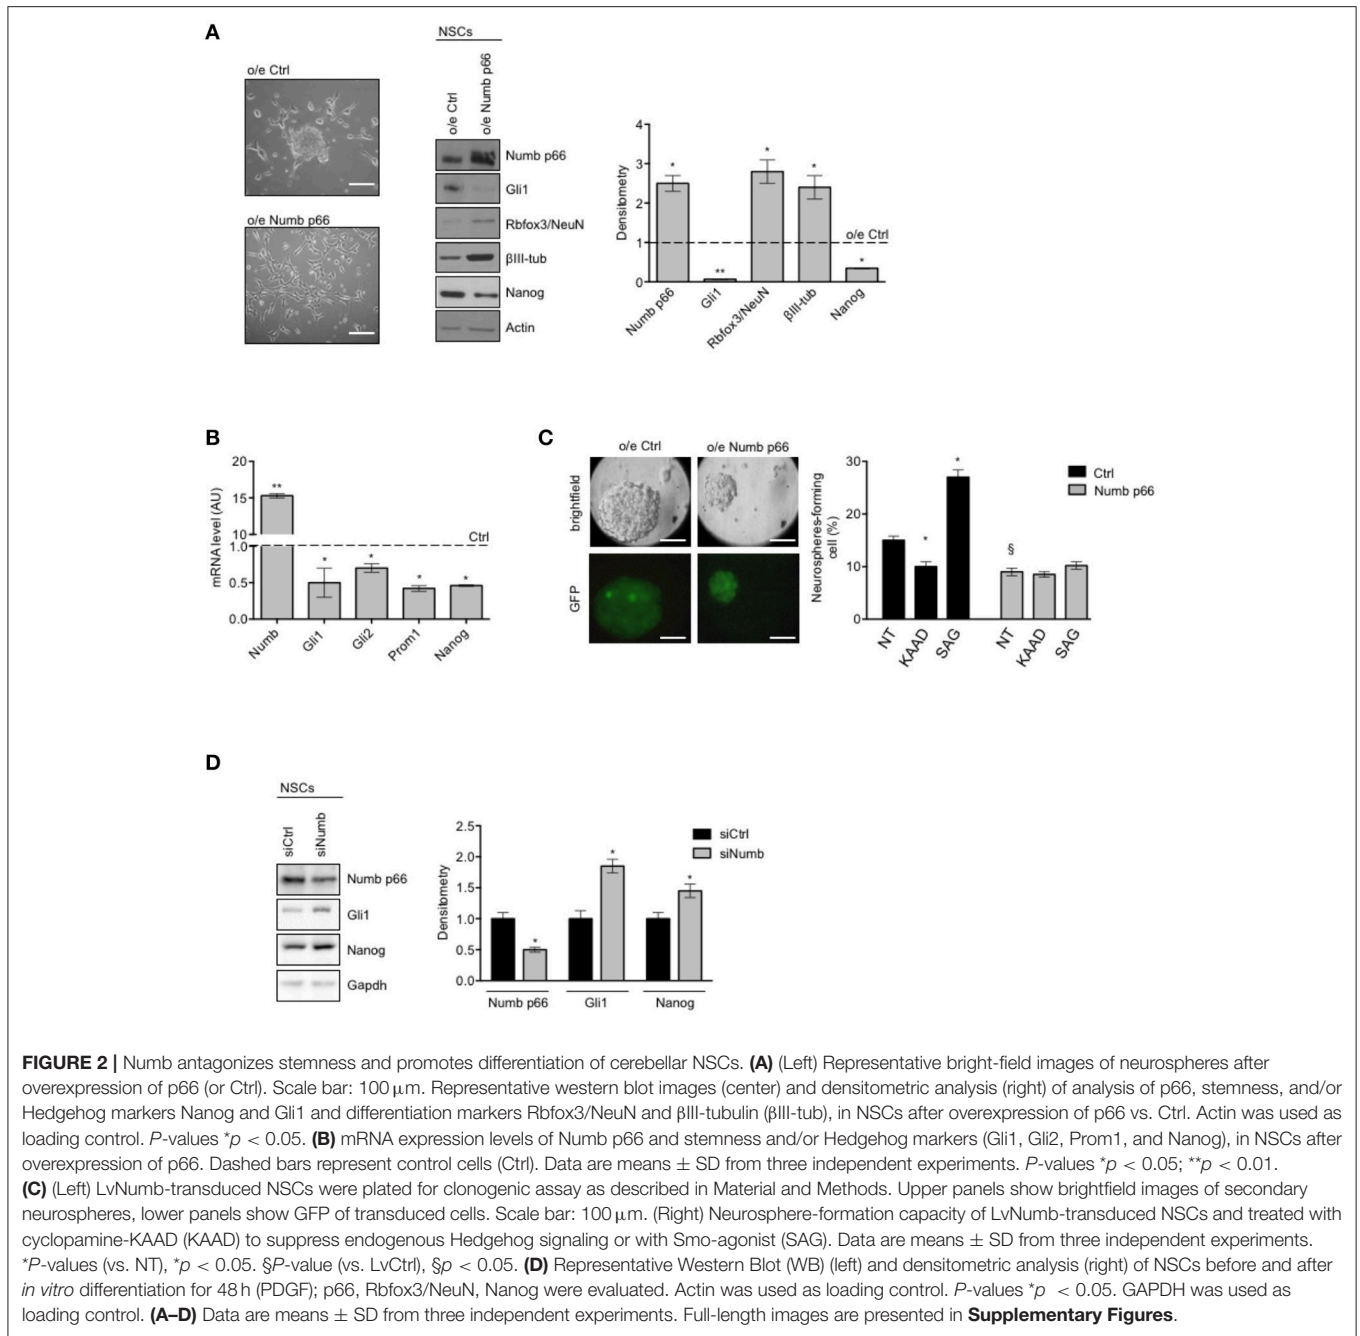 A
NSCs
o/e Ctrl
o/e Numb p66
o/e Ctrl
o/e Numb p66
Numb p66
Gli1
Rbfox3/NeuN
βIII-tub
Nanog
Actin
Densitometry
4
3
2
1
0
* ** * * *
o/e Ctrl
Numb p66
Gli1
Rbfox3/NeuN
βIII-tub
Nanog
B
mRNA level (AU)
20
15
10
1.0
0.5
0.0
** * * * *
Ctrl
Numb
Gli1
Gli2
Prom1
Nanog
C
o/e Ctrl o/e Numb p66
brightfield
GFP
Neurospheres-forming
cell (%)
30
20
10
0
* * §
Ctrl
Numb p66
NT
KAAD
SAG
NT
KAAD
SAG
D
NSCs
siCtrl
siNumb
Numb p66
Gli1
Nanog
Gapdh
Densitometry
2.5
2.0
1.5
1.0
0.5
0.0
* * *
siCtrl
siNumb
Numb p66 Gli1 Nanog
FIGURE 2 | Numb antagonizes stemness and promotes differentiation of cerebellar NSCs. (A) (Left) Representative bright-field images of neurospheres after
overexpression of p66 (or Ctrl). Scale bar: 100 μm. Representative western blot images (center) and densitometric analysis (right) of analysis of p66, stemness, and/or
Hedgehog markers Nanog and Gli1 and differentiation markers Rbfox3/NeuN and βIII-tubulin (βIII-tub), in NSCs after overexpression of p66 vs. Ctrl. Actin was used as
loading control. P-values *p < 0.05. (B) mRNA expression levels of Numb p66 and stemness and/or Hedgehog markers (Gli1, Gli2, Prom1, and Nanog), in NSCs after
overexpression of p66. Dashed bars represent control cells (Ctrl). Data are means ± SD from three independent experiments. P-values *p < 0.05; **p < 0.01.
(C) (Left) LvNumb-transduced NSCs were plated for clonogenic assay as described in Material and Methods. Upper panels show brightfield images of secondary
neurospheres, lower panels show GFP of transduced cells. Scale bar: 100 μm. (Right) Neurosphere-formation capacity of LvNumb-transduced NSCs and treated with
cyclopamine-KAAD (KAAD) to suppress endogenous Hedgehog signaling or with Smo-agonist (SAG). Data are means ± SD from three independent experiments.
*P-values (vs. NT), *p < 0.05. §P-value (vs. LvCtrl), §p < 0.05. (D) Representative Western Blot (WB) (left) and densitometric analysis (right) of NSCs before and after
in vitro differentiation for 48 h (PDGF); p66, Rbfox3/NeuN, Nanog were evaluated. Actin was used as loading control. P-values *p < 0.05. GAPDH was used as
loading control. (A–D) Data are means ± SD from three independent experiments. Full-length images are presented in Supplementary Figures.